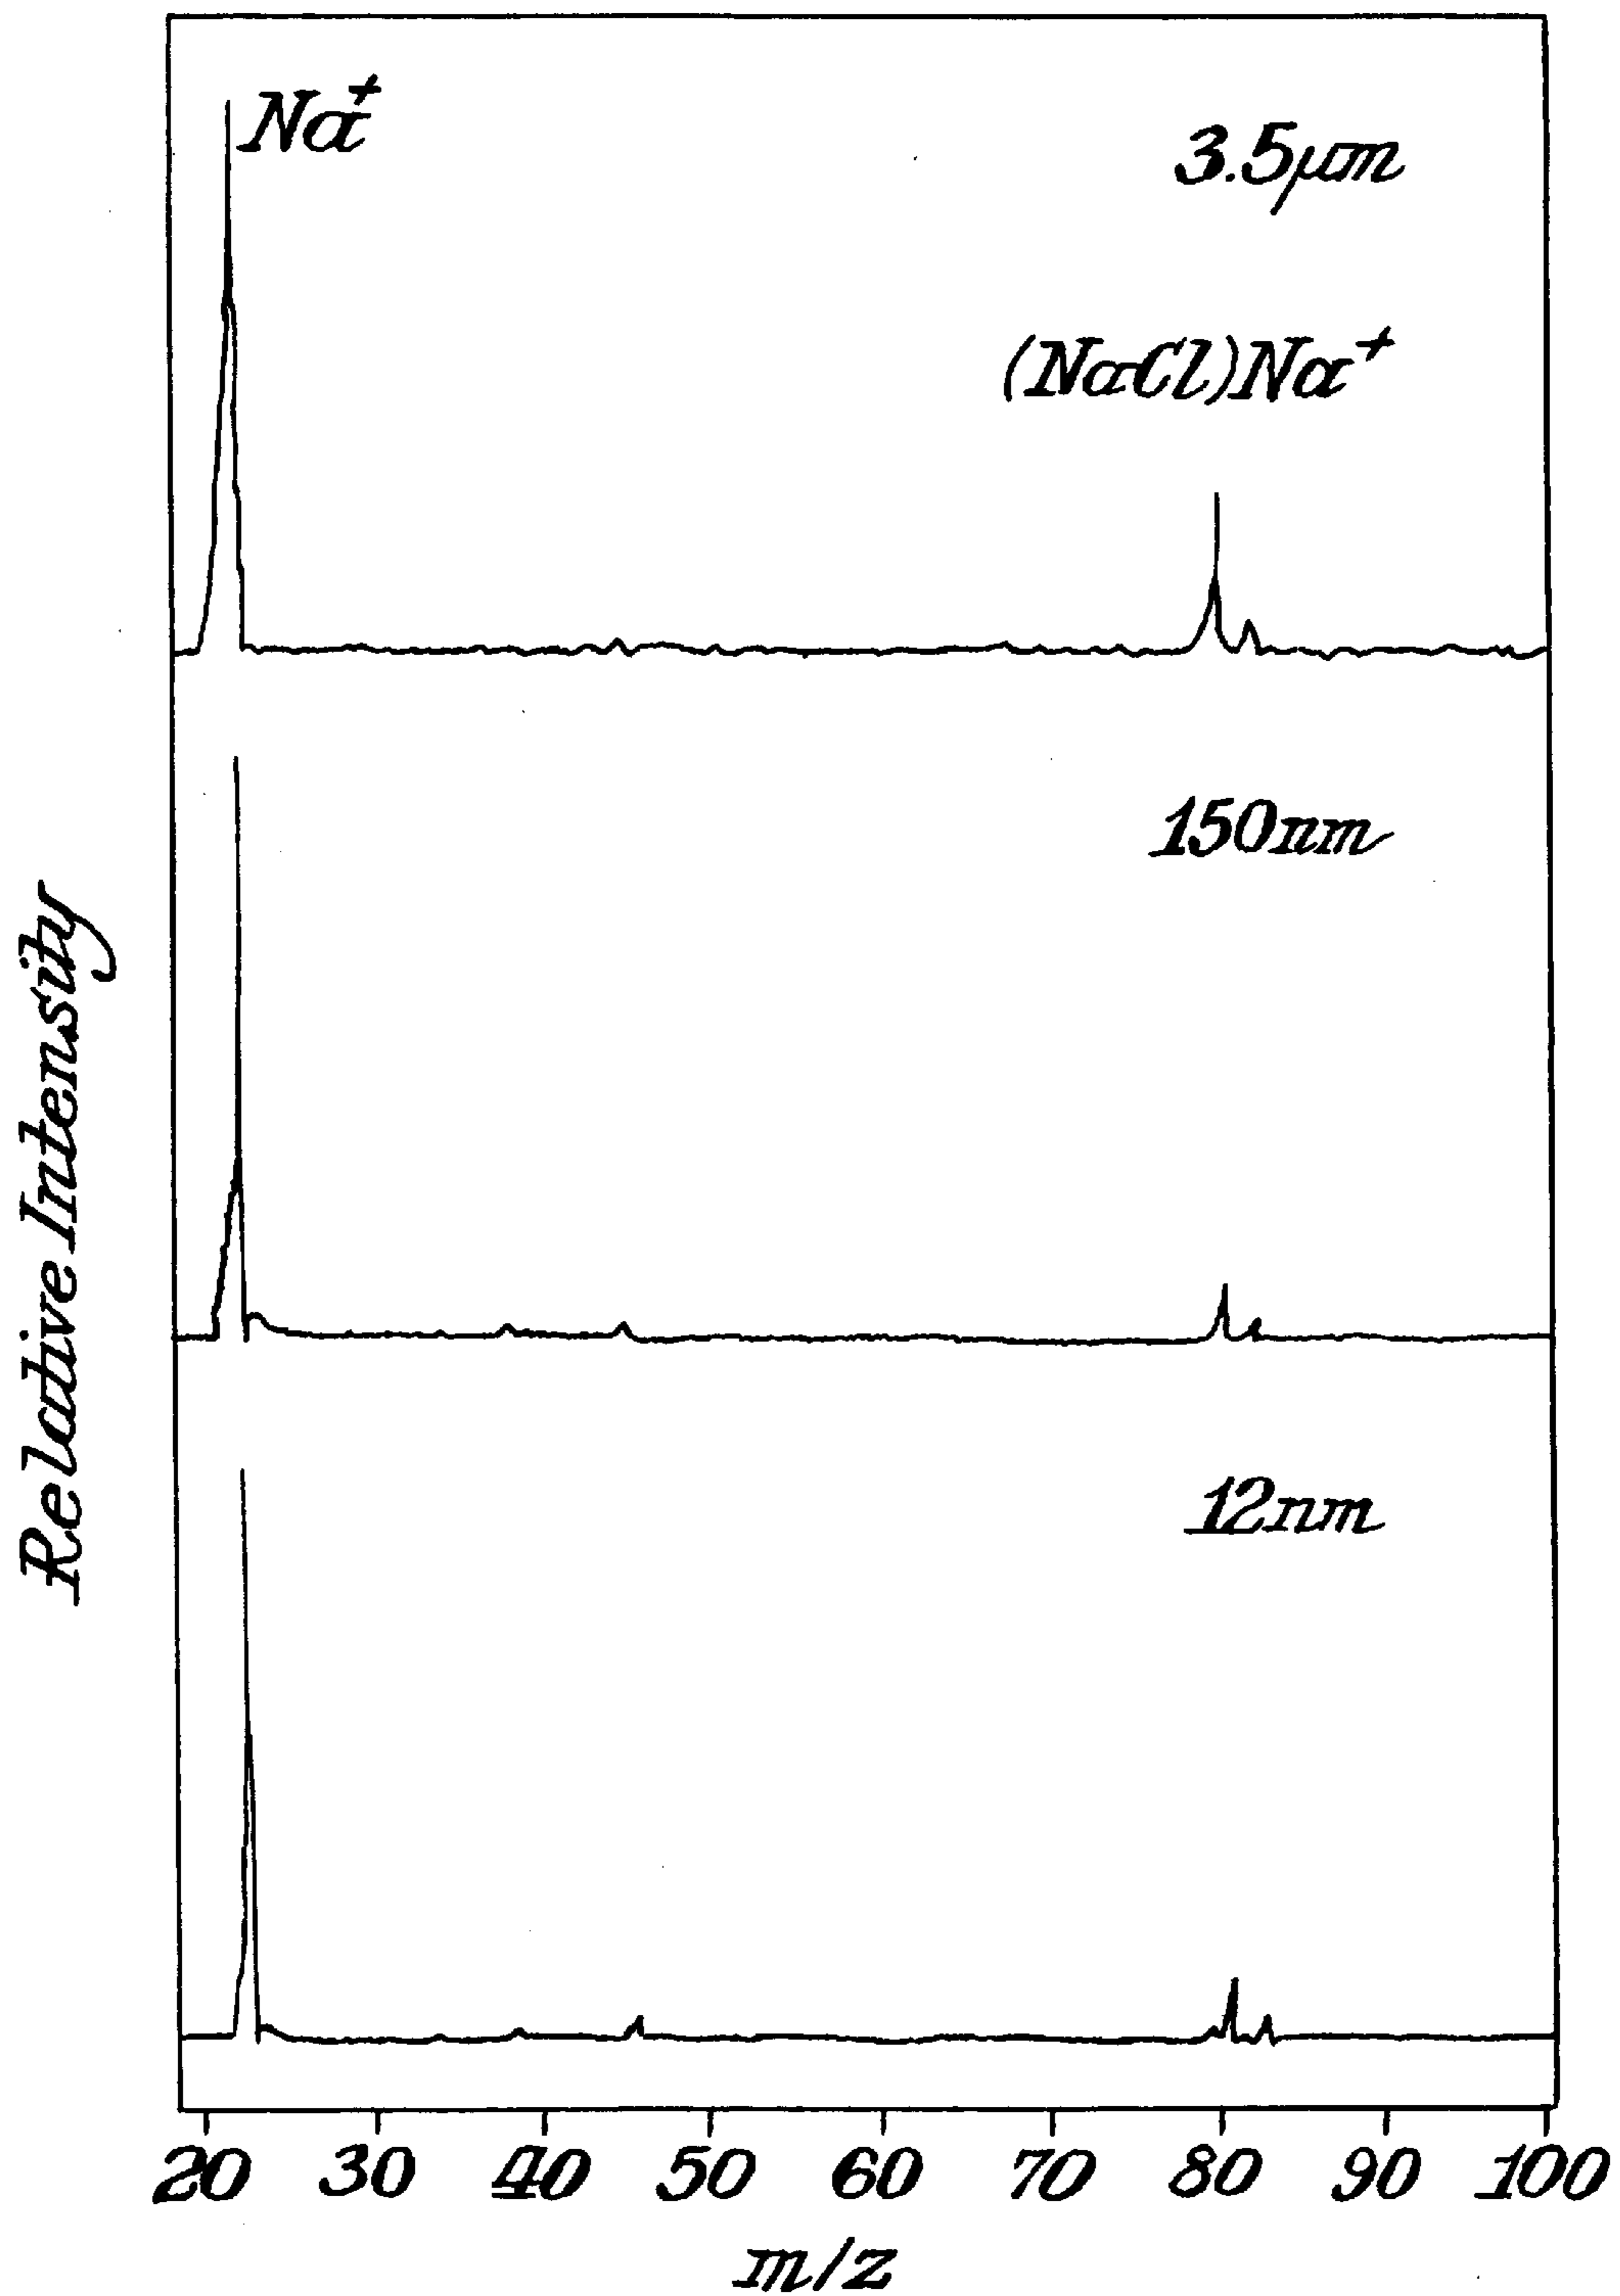 Na+
3.5μm
(NaCl)Na+
150nm
12nm
Relative Intensity
20 30 40 50 60 70 80 90 100
m/z